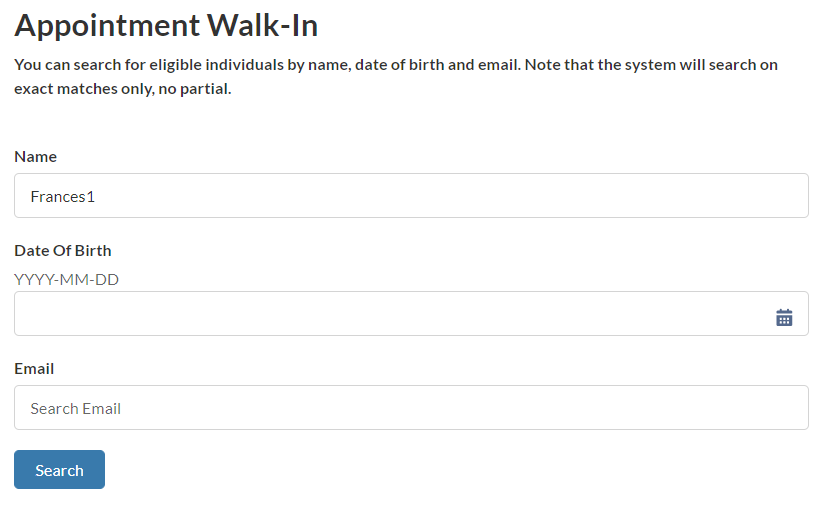 Appointment Walk-In
You can search for eligible individuals by name, date of birth and email. Note that the system will search on
exact matches only, no partial.
Name
Frances1
Date Of Birth
YYYY-MM-DD
Email
Search Email
Search